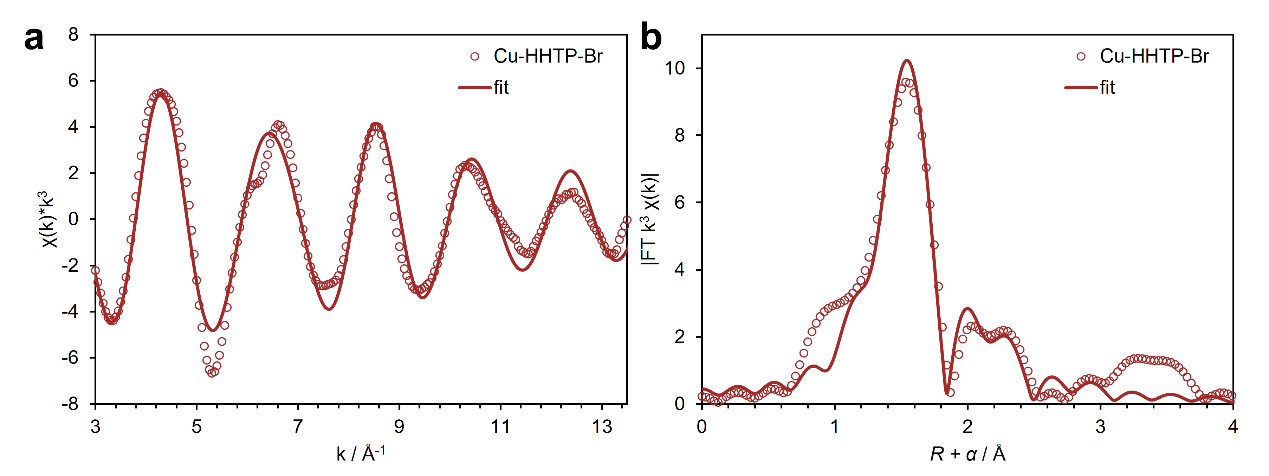 a
Cu-HHTP-Br
fit
8
6
4
2
0
-2
-4
-6
-8
χ(k)*k³
3
5
7
9
11
13
k / Å⁻¹
b
Cu-HHTP-Br
fit
10
8
6
4
2
0
|FT k³ χ(k)|
0
1
2
3
4
R + α / Å